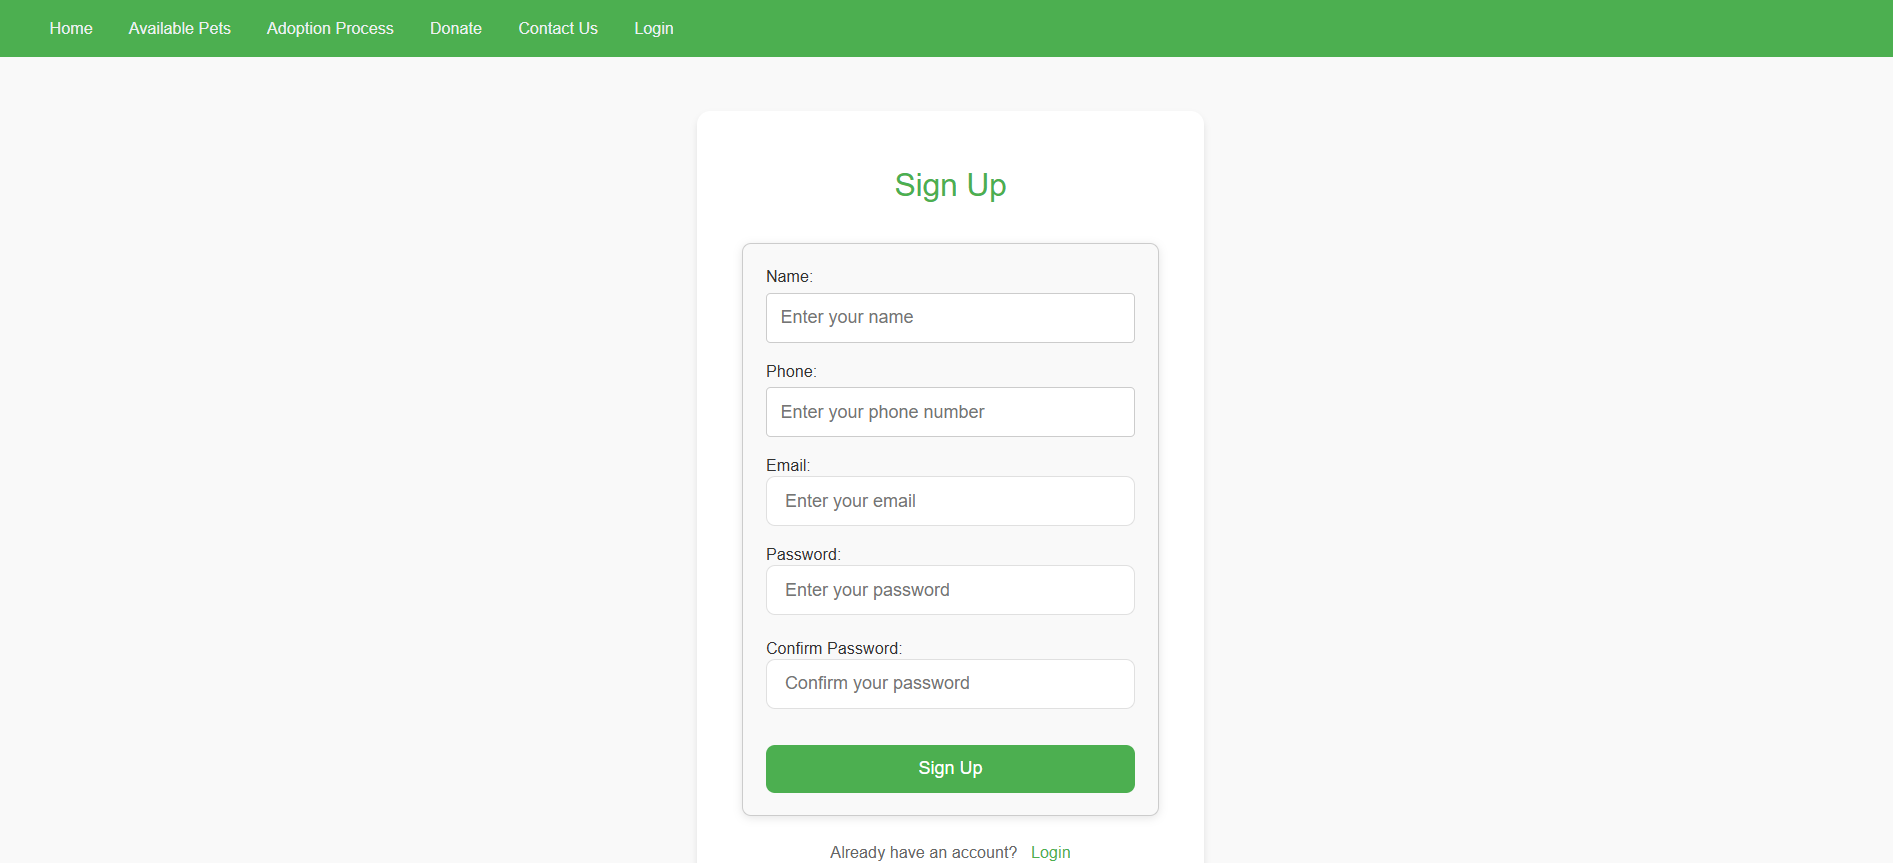 Home Available Pets Adoption Process Donate Contact Us Login
Sign Up
Name:
Enter your name
Phone:
Enter your phone number
Email:
Enter your email
Password:
Enter your password
Confirm Password:
Confirm your password
Sign Up
Already have an account? Login